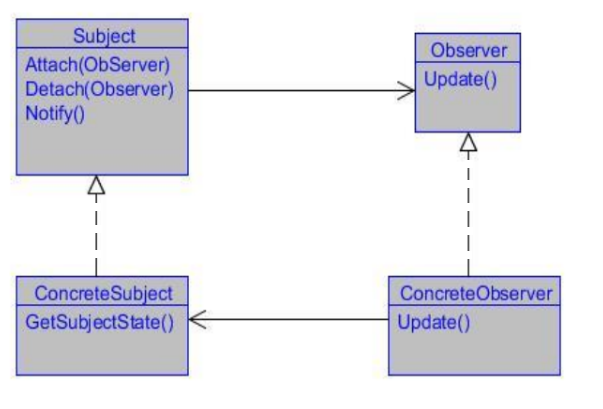 Subject
Attach(ObServer)
Detach(Observer)
Notify()
Observer
Update()
ConcreteSubject
GetSubjectState()
ConcreteObserver
Update()